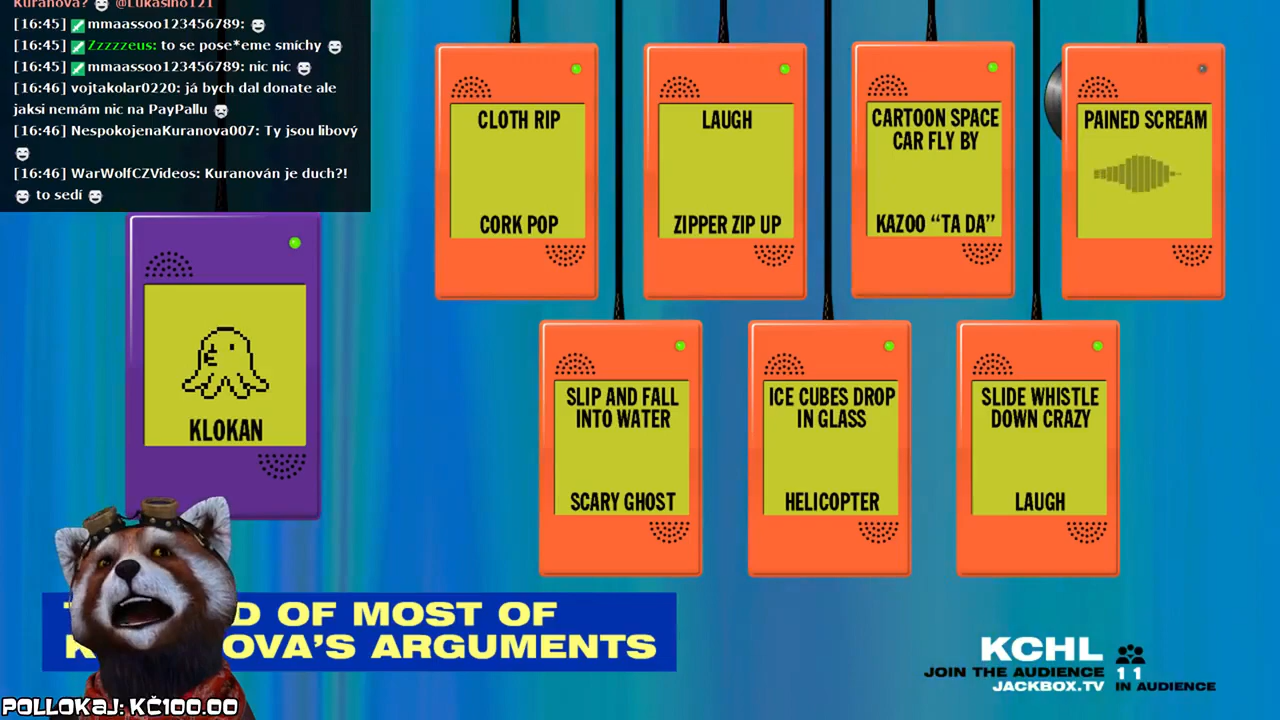 Kuranova? @Lukasino121
[16:45] mmaassoo123456789:
[16:45] Zzzzzeus: to se pose*eme smíchy
[16:45] mmaassoo123456789: nic nic
[16:46] vojtakolar0220: já bych dal donate ale
jaksi nemám nic na PayPallu
[16:46] NespokojenaKuranova007: Ty jsou libový
[16:46] WarWolfCZVideos: Kuranován je duch?!
to sedí
CLOTH RIP
CORK POP
LAUGH
ZIPPER ZIP UP
CARTOON SPACE
CAR FLY BY
KAZOO “TA DA”
PAINED SCREAM
KLOKAN
SLIP AND FALL
INTO WATER
SCARY GHOST
ICE CUBES DROP
IN GLASS
HELICOPTER
SLIDE WHISTLE
DOWN CRAZY
LAUGH
OF MOST OF
ARGUMENTS
KCHL
JOIN THE AUDIENCE
JACKBOX.TV
11
IN AUDIENCE
POLLOKAJ: KČ100.00